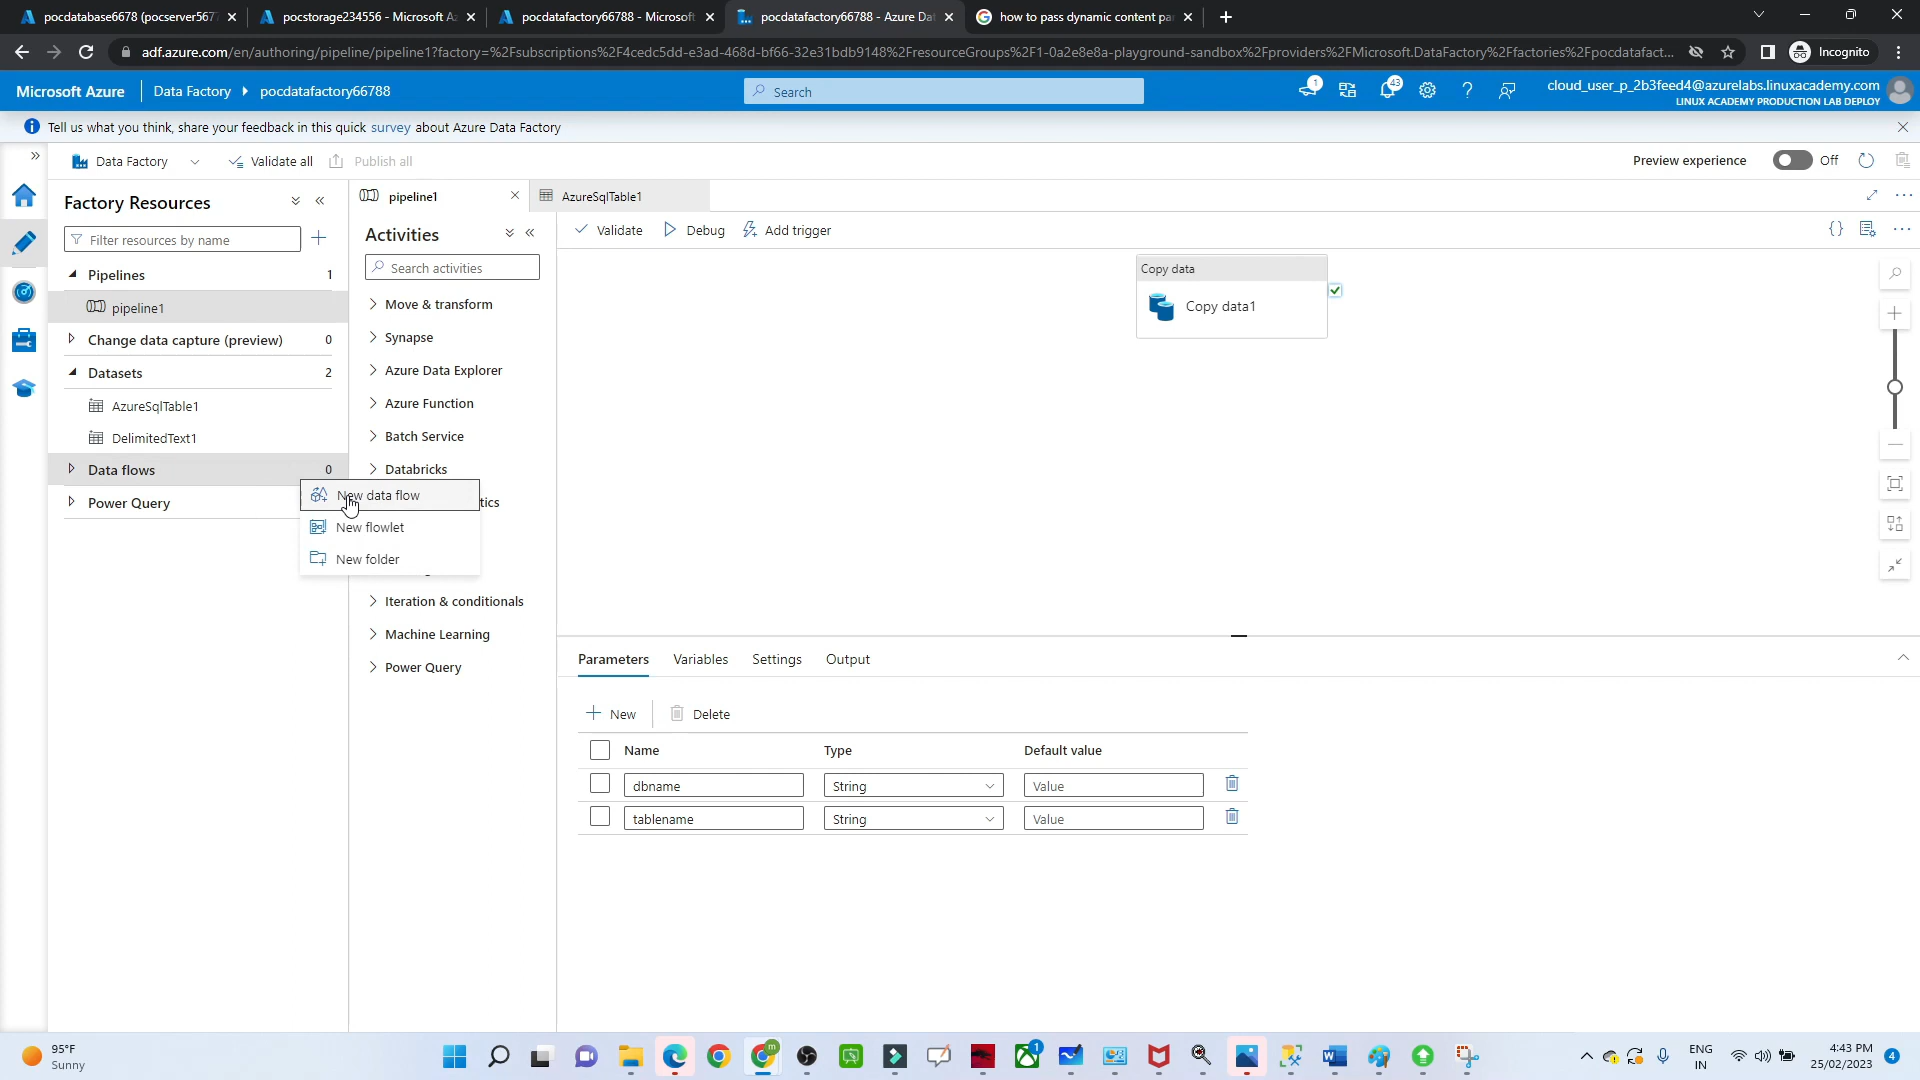 pocdatabase6678 (pocserver567
pocstorage234556 - Microsoft Az
pocdatafactory66788 - Microsoft
pocdatafactory66788 - Azure Dat
how to pass dynamic content pa
adf.azure.com/en/authoring/pipeline/pipeline1?factory=%2Fsubscriptions%2F4cedc5dd-e3ad-468d-bf66-32e31bdb9148%2FresourceGroups%2F1-0a2e8e8a-playground-sandbox%2Fproviders%2FMicrosoft.DataFactory%2Ffactories%2Fpocdatafact...
Incognito
Microsoft Azure
Data Factory
pocdatafactory66788
Search
1
43
cloud_user_p_2b3feed4@azurelabs.linuxacademy.com
LINUX ACADEMY PRODUCTION LAB DEPLOY
Tell us what you think, share your feedback in this quick survey about Azure Data Factory
Data Factory
Validate all
Publish all
Preview experience
Off
Factory Resources
pipeline1
AzureSqlTable1
Filter resources by name
Activities
Validate
Debug
Add trigger
Search activities
Pipelines 1
pipeline1
Change data capture (preview) 0
Datasets 2
AzureSqlTable1
DelimitedText1
Data flows 0
Power Query
New data flow
New flowlet
New folder
Move & transform
Synapse
Azure Data Explorer
Azure Function
Batch Service
Databricks
tics
Iteration & conditionals
Machine Learning
Power Query
Copy data
Copy data1
Parameters
Variables
Settings
Output
New
Delete
Name
Type
Default value
dbname
String
Value
tablename
String
Value
95°F
Sunny
1
ENG
IN
4:43 PM
25/02/2023
4